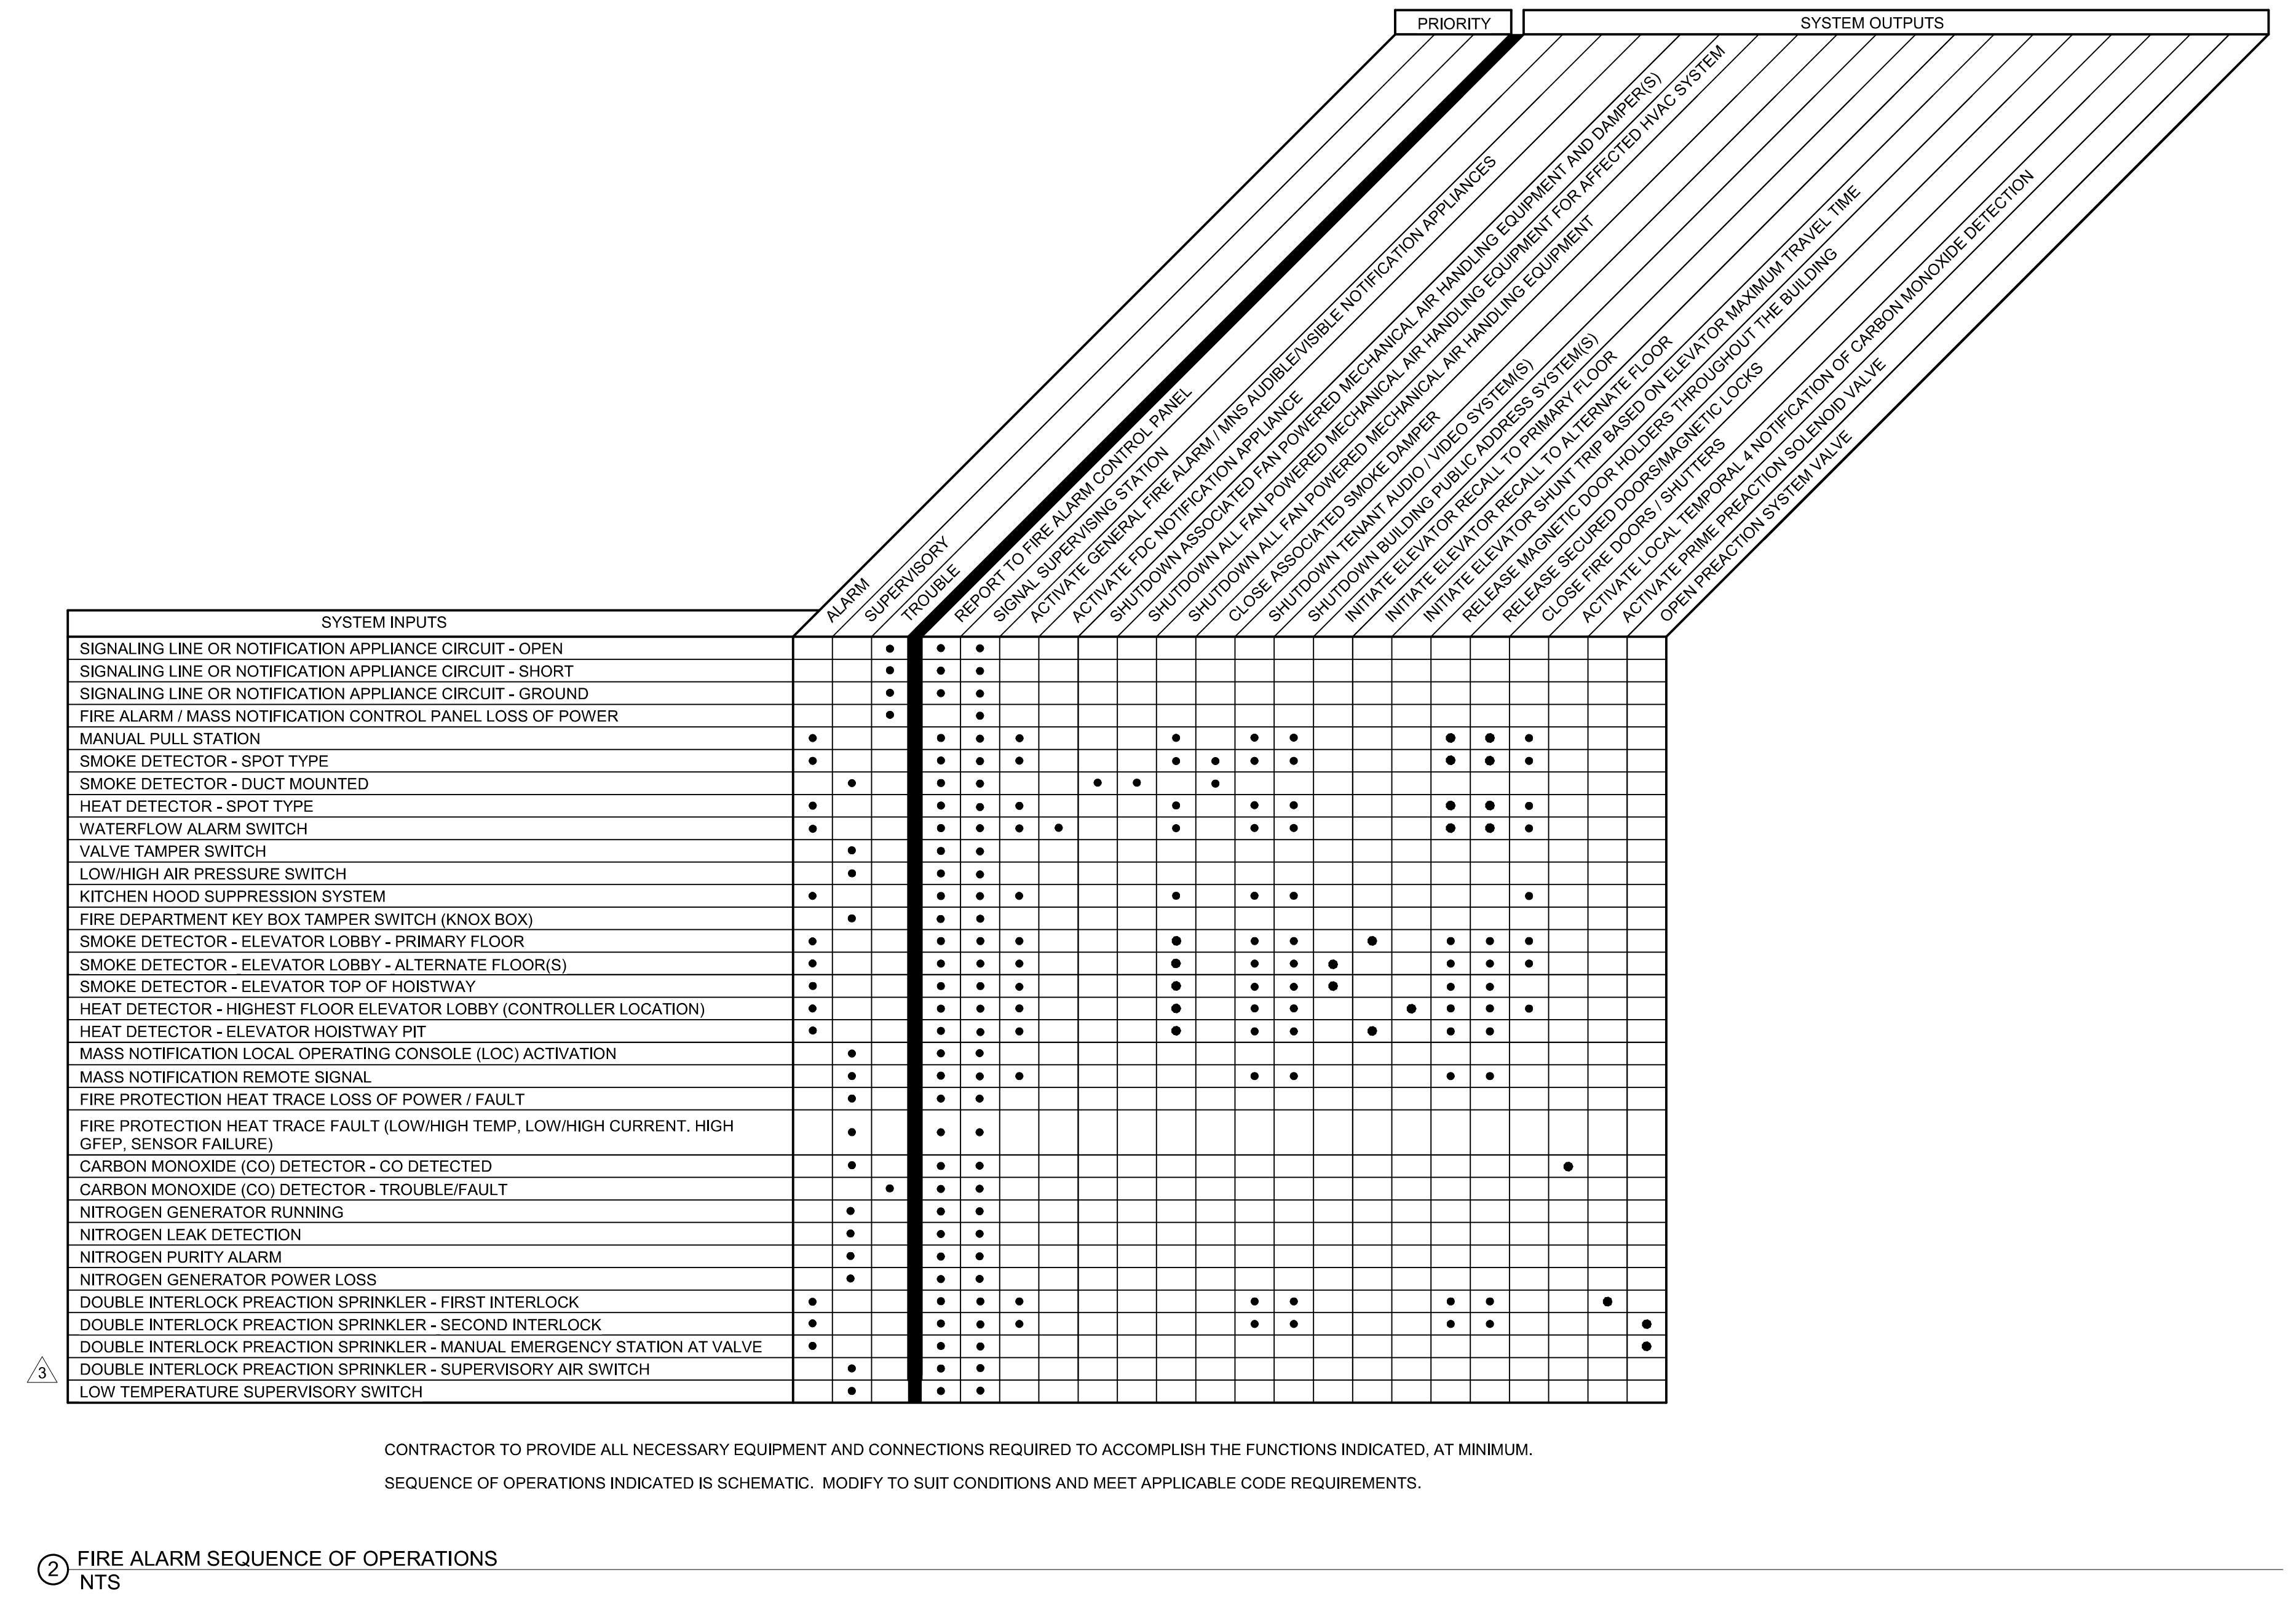 PRIORITY
SYSTEM OUTPUTS
ALARM
SUPERVISORY
TROUBLE
REPORT TO FIRE ALARM CONTROL PANEL
SIGNAL SUPERVISING STATION
ACTIVATE GENERAL FIRE ALARM / MNS AUDIBLE/VISIBLE NOTIFICATION APPLIANCES
ACTIVATE FDC NOTIFICATION APPLIANCE
SHUTDOWN ASSOCIATED FAN POWERED MECHANICAL AIR HANDLING EQUIPMENT AND DAMPER(S)
SHUTDOWN ALL FAN POWERED MECHANICAL AIR HANDLING EQUIPMENT FOR AFFECTED HVAC SYSTEM
SHUTDOWN ALL FAN POWERED MECHANICAL AIR HANDLING EQUIPMENT
CLOSE ASSOCIATED SMOKE DAMPER
SHUTDOWN TENANT AUDIO / VIDEO SYSTEM(S)
SHUTDOWN BUILDING PUBLIC ADDRESS SYSTEM(S)
INITIATE ELEVATOR RECALL TO PRIMARY FLOOR
INITIATE ELEVATOR RECALL TO ALTERNATE FLOOR
INITIATE ELEVATOR SHUNT TRIP BASED ON ELEVATOR MAXIMUM TRAVEL TIME
RELEASE MAGNETIC DOOR HOLDERS THROUGHOUT THE BUILDING
RELEASE SECURED DOORS/MAGNETIC LOCKS
CLOSE FIRE DOORS / SHUTTERS
ACTIVATE LOCAL TEMPORAL 4 NOTIFICATION OF CARBON MONOXIDE DETECTION
ACTIVATE PRIME PREACTION SOLENOID VALVE
OPEN PREACTION SYSTEM VALVE
SYSTEM INPUTS
SIGNALING LINE OR NOTIFICATION APPLIANCE CIRCUIT - OPEN
SIGNALING LINE OR NOTIFICATION APPLIANCE CIRCUIT - SHORT
SIGNALING LINE OR NOTIFICATION APPLIANCE CIRCUIT - GROUND
FIRE ALARM / MASS NOTIFICATION CONTROL PANEL LOSS OF POWER
MANUAL PULL STATION
SMOKE DETECTOR - SPOT TYPE
SMOKE DETECTOR - DUCT MOUNTED
HEAT DETECTOR - SPOT TYPE
WATERFLOW ALARM SWITCH
VALVE TAMPER SWITCH
LOW/HIGH AIR PRESSURE SWITCH
KITCHEN HOOD SUPPRESSION SYSTEM
FIRE DEPARTMENT KEY BOX TAMPER SWITCH (KNOX BOX)
SMOKE DETECTOR - ELEVATOR LOBBY - PRIMARY FLOOR
SMOKE DETECTOR - ELEVATOR LOBBY - ALTERNATE FLOOR(S)
SMOKE DETECTOR - ELEVATOR TOP OF HOISTWAY
HEAT DETECTOR - HIGHEST FLOOR ELEVATOR LOBBY (CONTROLLER LOCATION)
HEAT DETECTOR - ELEVATOR HOISTWAY PIT
MASS NOTIFICATION LOCAL OPERATING CONSOLE (LOC) ACTIVATION
MASS NOTIFICATION REMOTE SIGNAL
FIRE PROTECTION HEAT TRACE LOSS OF POWER / FAULT
FIRE PROTECTION HEAT TRACE FAULT (LOW/HIGH TEMP, LOW/HIGH CURRENT. HIGH
GFEP, SENSOR FAILURE)
CARBON MONOXIDE (CO) DETECTOR - CO DETECTED
CARBON MONOXIDE (CO) DETECTOR - TROUBLE/FAULT
NITROGEN GENERATOR RUNNING
NITROGEN LEAK DETECTION
NITROGEN PURITY ALARM
NITROGEN GENERATOR POWER LOSS
DOUBLE INTERLOCK PREACTION SPRINKLER - FIRST INTERLOCK
DOUBLE INTERLOCK PREACTION SPRINKLER - SECOND INTERLOCK
DOUBLE INTERLOCK PREACTION SPRINKLER - MANUAL EMERGENCY STATION AT VALVE
3
DOUBLE INTERLOCK PREACTION SPRINKLER - SUPERVISORY AIR SWITCH
LOW TEMPERATURE SUPERVISORY SWITCH
CONTRACTOR TO PROVIDE ALL NECESSARY EQUIPMENT AND CONNECTIONS REQUIRED TO ACCOMPLISH THE FUNCTIONS INDICATED, AT MINIMUM.
SEQUENCE OF OPERATIONS INDICATED IS SCHEMATIC. MODIFY TO SUIT CONDITIONS AND MEET APPLICABLE CODE REQUIREMENTS.
2
FIRE ALARM SEQUENCE OF OPERATIONS
NTS